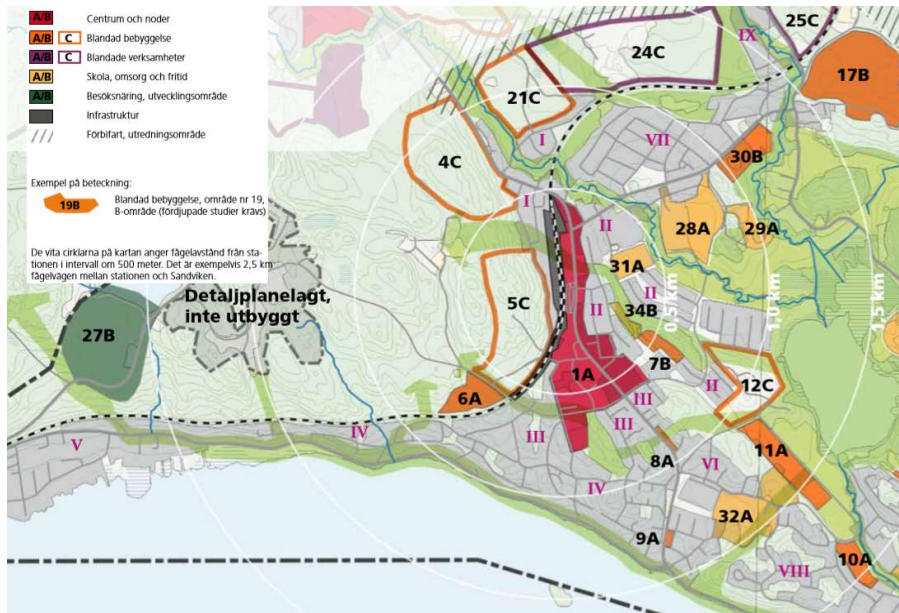 A/B Centrum och noder
A/B C Blandad bebyggelse
A/B C Blandade verksamheter
A/B Skola, omsorg och fritid
A/B Besöksnäring, utvecklingsområde
Infrastruktur
Förbifart, utredningsområde
Exempel på beteckning:
19B Blandad bebyggelse, område nr 19,
B-område (fördjupade studier krävs)
De vita cirklarna på kartan anger fågelavstånd från sta-
tionen i intervall om 500 meter. Det är exempelvis 2,5 km
fågelvägen mellan stationen och Sandviken.
25C
IX
24C
17B
21C
I
VII
4C
30B
I
II
28A
29A
31A
II
Detaljplanelagt,
inte utbyggt
5C
II
34B
0,5 km
1,0 km
1,5 km
27B
7B
1A
II
12C
6A
III
IV
V
III
III
11A
8A
VI
IV
32A
9A
10A
VIII